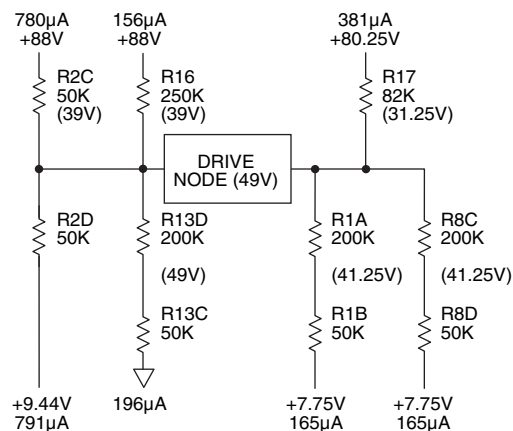 780µA
+88V
156µA
+88V
381µA
+80.25V
R2C
50K
(39V)
R16
250K
(39V)
R17
82K
(31.25V)
DRIVE
NODE (49V)
R2D
50K
R13D
200K
(49V)
R13C
50K
R1A
200K
(41.25V)
R1B
50K
R8C
200K
(41.25V)
R8D
50K
+9.44V
791µA
196µA
+7.75V
165µA
+7.75V
165µA